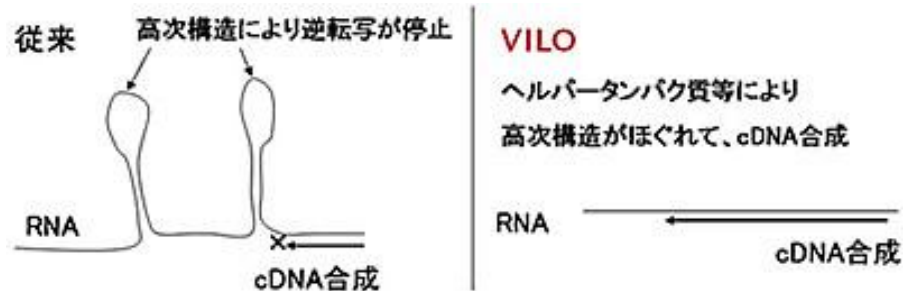 従来
高次構造により逆転写が停止
RNA
cDNA合成
VILO
ヘルパータンパク質等により
高次構造がほぐれて、cDNA合成
RNA
cDNA合成